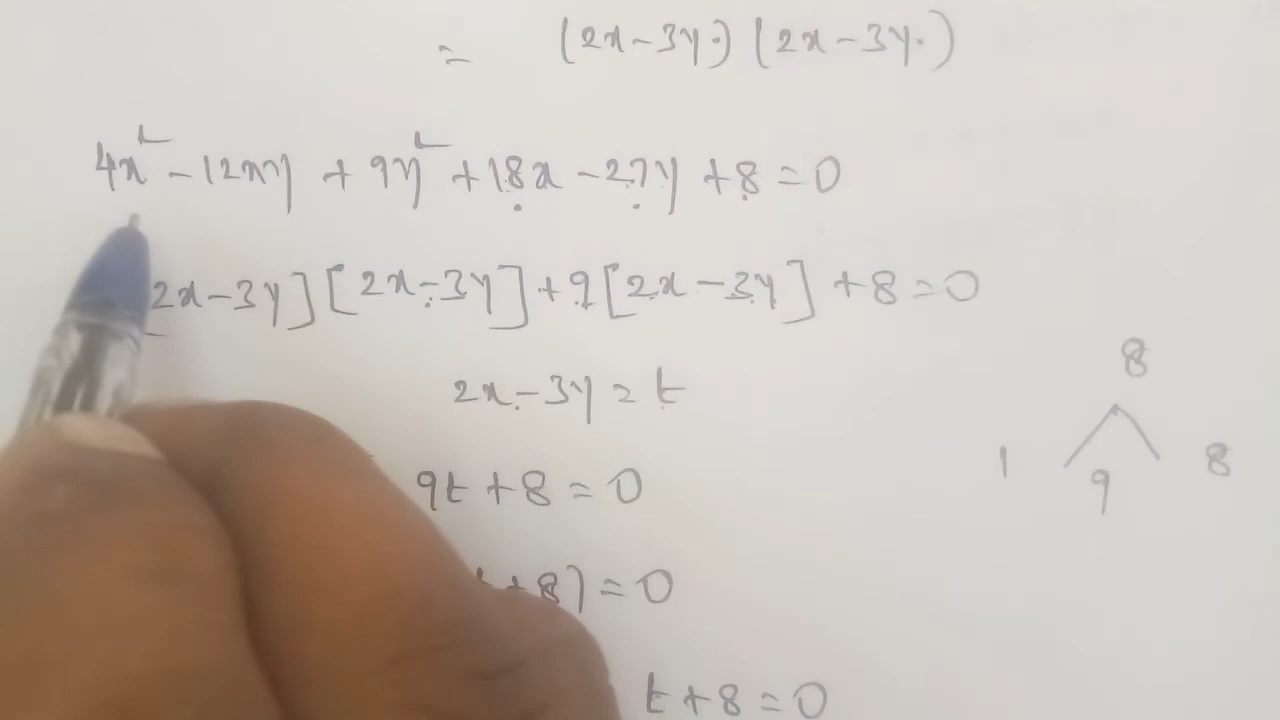 = (2x-3y) (2x-3y)
4x² - 12xy + 9y² + 18x - 27y + 8 = 0
2x-3y] [2x-3y] + 9[2x-3y] + 8 = 0
2x-3y = t
8
9t + 8 = 0
1 9 8
+8) = 0
t + 8 = 0